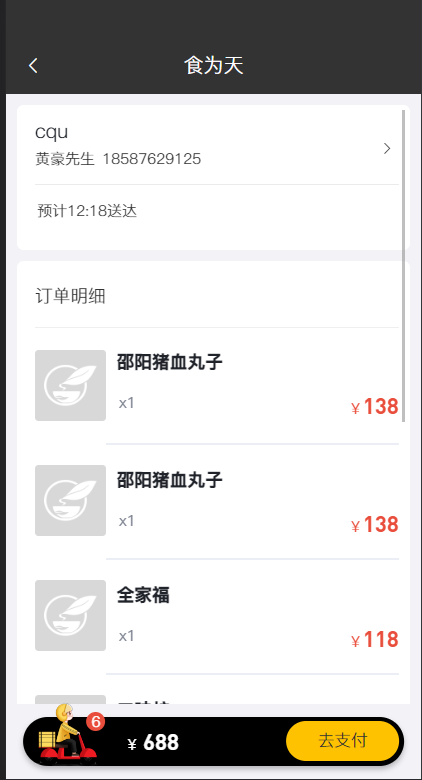 食为天
cqu
黄豪先生 18587629125
预计12:18送达
订单明细
邵阳猪血丸子
x1
¥138
邵阳猪血丸子
x1
¥138
全家福
x1
¥118
6
¥ 688
去支付